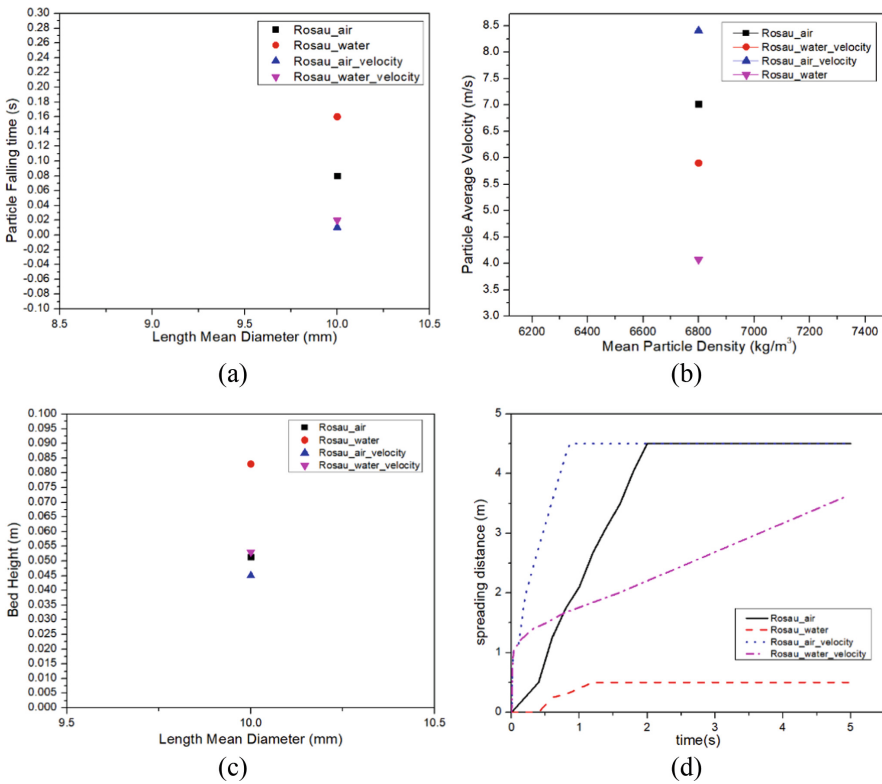 Particle Falling time (s)
0.30
0.28
0.26
0.24
0.22
0.20
0.18
0.16
0.14
0.12
0.10
0.08
0.06
0.04
0.02
0.00
-0.02
-0.04
-0.06
-0.08
-0.10
8.5 9.0 9.5 10.0 10.5
Length Mean Diameter (mm)
Rosau_air
Rosau_water
Rosau_air_velocity
Rosau_water_velocity
(a)
Particle Average Velocity (m/s)
8.5
8.0
7.5
7.0
6.5
6.0
5.5
5.0
4.5
4.0
3.5
3.0
6200 6400 6600 6800 7000 7200 7400
Mean Particle Density (kg/m³)
Rosau_air
Rosau_water_velocity
Rosau_air_velocity
Rosau_water
(b)
Bed Height (m)
0.100
0.095
0.090
0.085
0.080
0.075
0.070
0.065
0.060
0.055
0.050
0.045
0.040
0.035
0.030
0.025
0.020
0.015
0.010
0.005
0.000
9.5 10.0 10.5
Length Mean Diameter (mm)
Rosau_air
Rosau_water
Rosau_air_velocity
Rosau_water_velocity
(c)
spreading distance (m)
5
4
3
2
1
0
0 1 2 3 4 5
time(s)
Rosau_air
Rosau_water
Rosau_air_velocity
Rosau_water_velocity
(d)